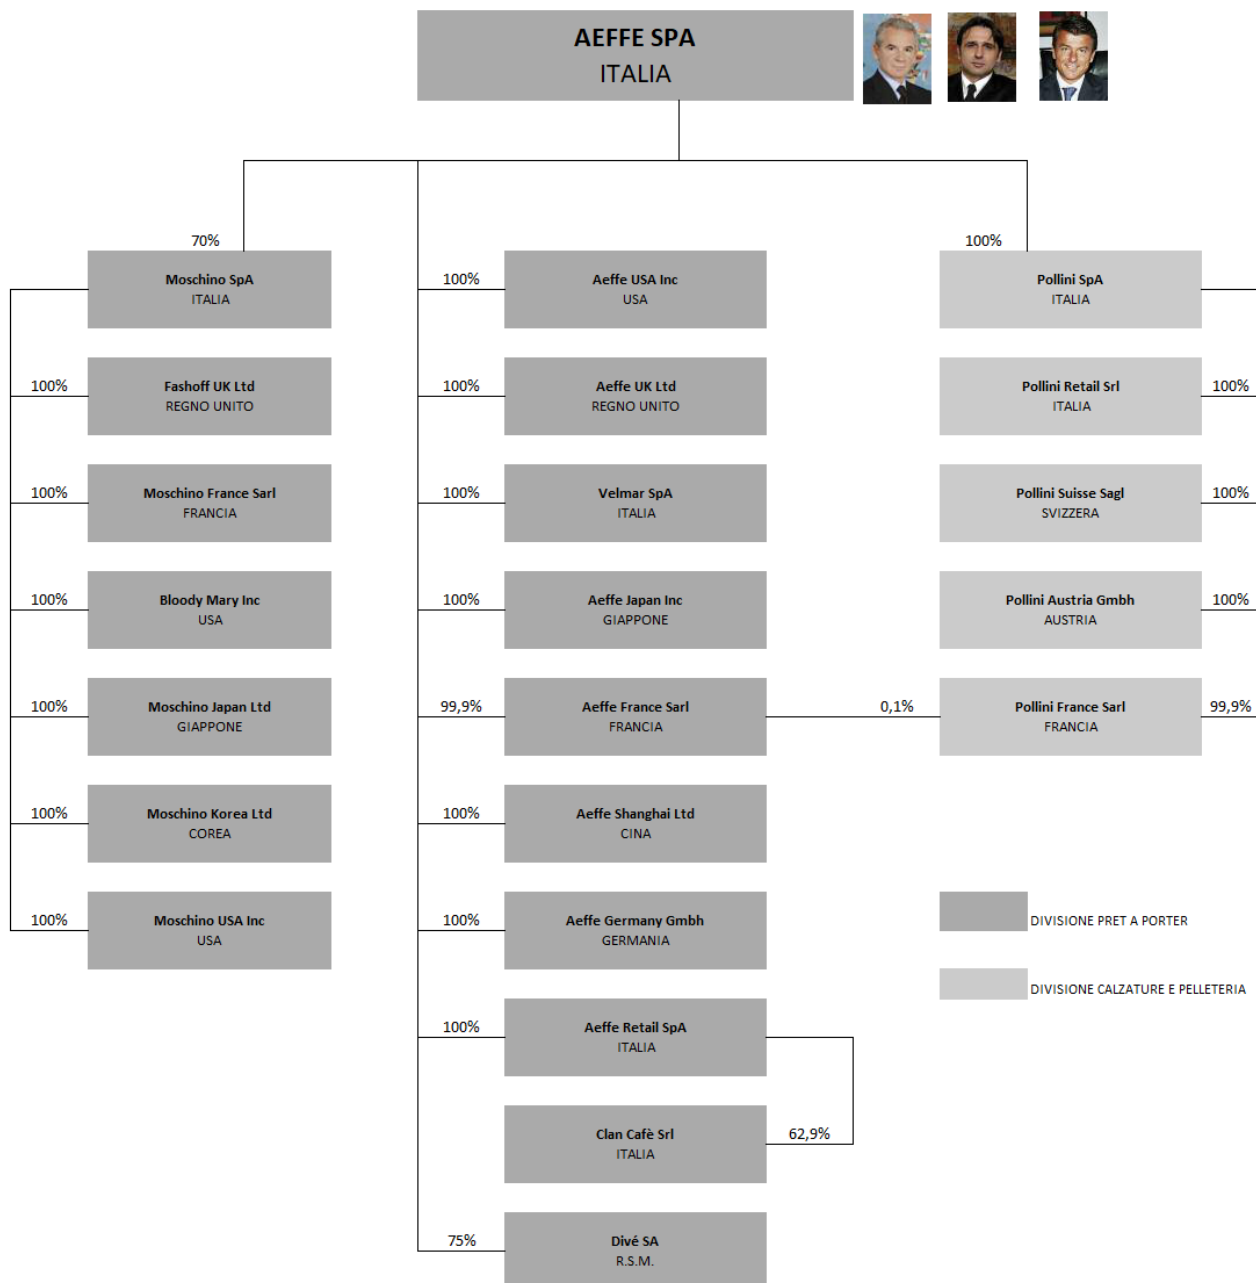 AEFFE SPA
ITALIA
70%
Moschino SpA
ITALIA
100%
Fashoff UK Ltd
REGNO UNITO
100%
Moschino France Sarl
FRANCIA
100%
Bloody Mary Inc
USA
100%
Moschino Japan Ltd
GIAPPONE
100%
Moschino Korea Ltd
COREA
100%
Moschino USA Inc
USA
100%
Aeffe USA Inc
USA
100%
Aeffe UK Ltd
REGNO UNITO
100%
Velmar SpA
ITALIA
100%
Aeffe Japan Inc
GIAPPONE
99,9%
Aeffe France Sarl
FRANCIA
0,1%
100%
Aeffe Shanghai Ltd
CINA
100%
Aeffe Germany Gmbh
GERMANIA
100%
Aeffe Retail SpA
ITALIA
Clan Cafè Srl
ITALIA
62,9%
75%
Divé SA
R.S.M.
100%
Pollini SpA
ITALIA
Pollini Retail Srl
ITALIA
100%
Pollini Suisse Sagl
SVIZZERA
100%
Pollini Austria Gmbh
AUSTRIA
100%
Pollini France Sarl
FRANCIA
99,9%
DIVISIONE PRET A PORTER
DIVISIONE CALZATURE E PELLETERIA